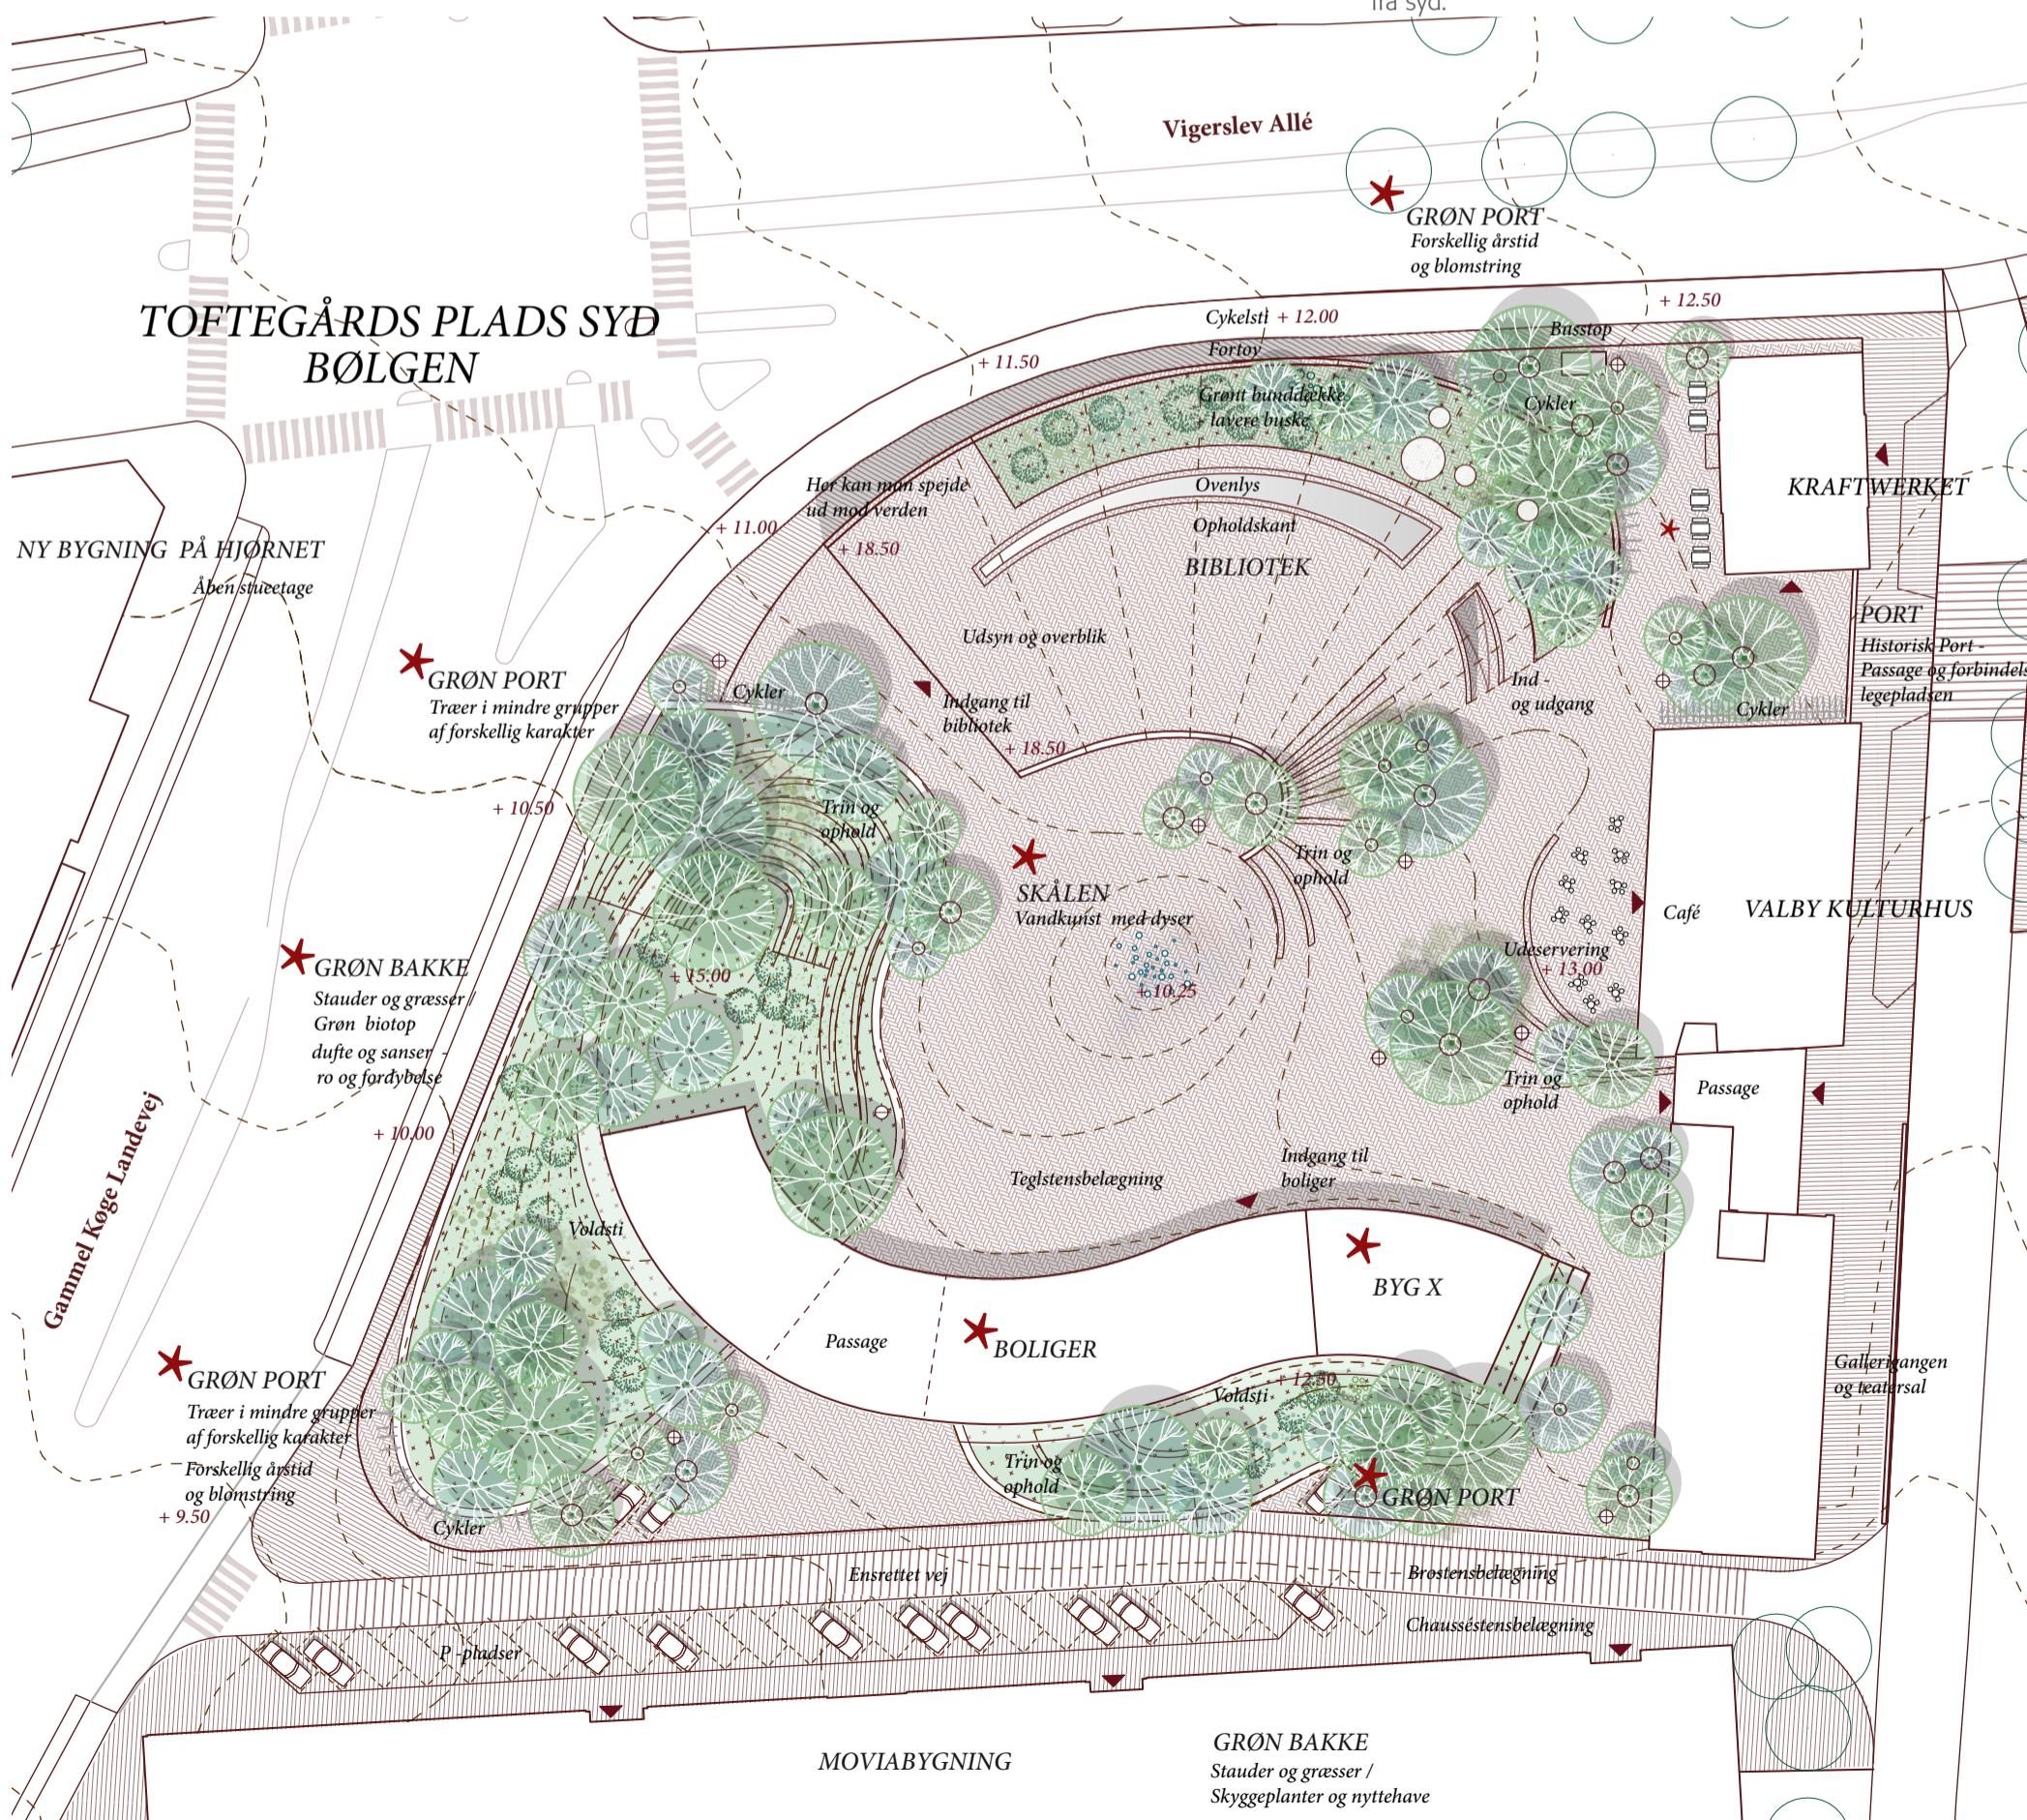 fra syd.
Vigerslev Allé
GRØN PORT
Forskellig årstid
og blomstring
TOFTEGÅRDS PLADS SYD
BØLGEN
+ 12.50
Cykelsti + 12.00
Busstop
Fortov
+ 11.50
Grønt bunddække
lavere buske
Cykler
Her kan man spejde
ud mod verden
Ovenlys
KRAFTWERKET
+ 11.00
Opholdskant
NY BYGNING PÅ HJØRNET
+ 18.50
BIBLIOTEK
Åben stueetage
PORT
Historisk Port -
Passage og forbindels
legepladsen
Udsyn og overblik
GRØN PORT
Træer i mindre grupper
af forskellig karakter
Cykler
Indgang til
bibliotek
Ind -
og udgang
Cykler
+ 18.50
+ 10.50
Trin og
ophold
Trin og
ophold
SKÅLEN
Vandkunst med dyser
Café
VALBY KULTURHUS
Udeservering
+ 13.00
GRØN BAKKE
Stauder og græsser /
Grøn biotop
dufte og sanser -
ro og fordybelse
+ 15.00
+ 10.25
Trin og
ophold
Passage
Gammel Køge Landevej
+ 10.00
Teglstensbelægning
Indgang til
boliger
Voldsti
BYG X
Passage
BOLIGER
Gallerigangen
og teatersal
GRØN PORT
Træer i mindre grupper
af forskellig karakter
Forskellig årstid
og blomstring
+ 9.50
+ 12.50
Voldsti
Trin og
ophold
GRØN PORT
Cykler
Ensrettet vej
Brostensbelægning
Chausséstensbelægning
P -pladser
MOVIABYGNING
GRØN BAKKE
Stauder og græsser /
Skyggeplanter og nyttehave